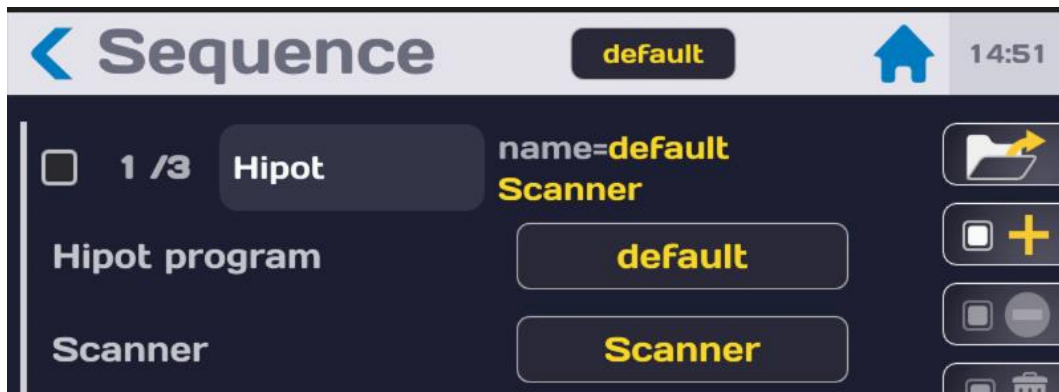 Sequence default 14:51
1 /3 Hipot name=default
Scanner
Hipot program default
Scanner Scanner